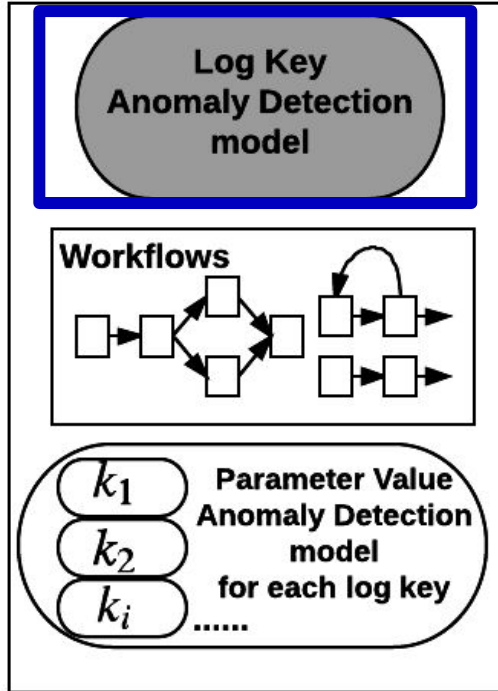 Log Key
Anomaly Detection
model
Workflows
k1
k2
ki
Parameter Value
Anomaly Detection
model
for each log key
......